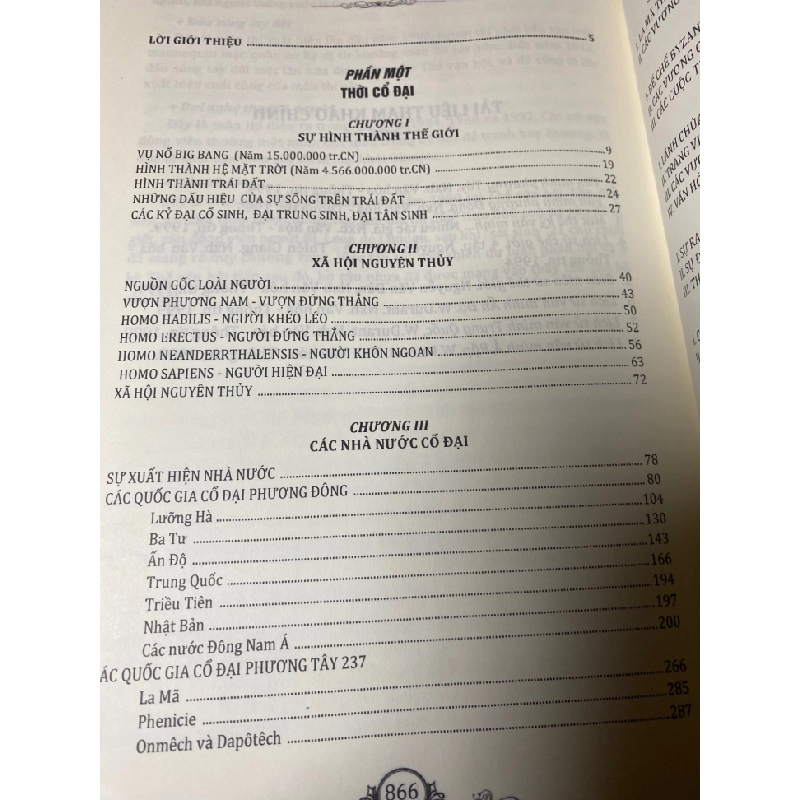 LỜI GIỚI THIỆU 5
PHẦN MỘT
THỜI CỔ ĐẠI
CHƯƠNG I
SỰ HÌNH THÀNH THẾ GIỚI
VỤ NỔ BIG BANG (Năm 15.000.000 tr.CN) 9
HÌNH THÀNH HỆ MẶT TRỜI (Năm 4.566.000.000 tr.CN) 19
HÌNH THÀNH TRÁI ĐẤT 22
NHỮNG DẤU HIỆU CỦA SỰ SỐNG TRÊN TRÁI ĐẤT 24
CÁC KỶ ĐẠI CỔ SINH, ĐẠI TRUNG SINH, ĐẠI TÂN SINH 27
CHƯƠNG II
XÃ HỘI NGUYÊN THỦY
NGUỒN GỐC LOÀI NGƯỜI 40
VƯỢN PHƯƠNG NAM - VƯỢN ĐỨNG THẲNG 43
HOMO HABILIS - NGƯỜI KHÉO LÉO 50
HOMO ERECTUS - NGƯỜI ĐỨNG THẲNG 52
HOMO NEANDERRTHALENSIS - NGƯỜI KHÔN NGOAN 56
HOMO SAPIENS - NGƯỜI HIỆN ĐẠI 63
XÃ HỘI NGUYÊN THỦY 72
CHƯƠNG III
CÁC NHÀ NƯỚC CỔ ĐẠI
SỰ XUẤT HIỆN NHÀ NƯỚC 78
CÁC QUỐC GIA CỔ ĐẠI PHƯƠNG ĐÔNG 80
Lưỡng Hà 104
Ba Tư 130
Ấn Độ 143
Trung Quốc 166
Triều Tiên 194
Nhật Bản 197
Các nước Đông Nam Á 200
ÁC QUỐC GIA CỔ ĐẠI PHƯƠNG TÂY 237
La Mã 266
Phenicie 285
Onmêch và Dapôtêch 287
866